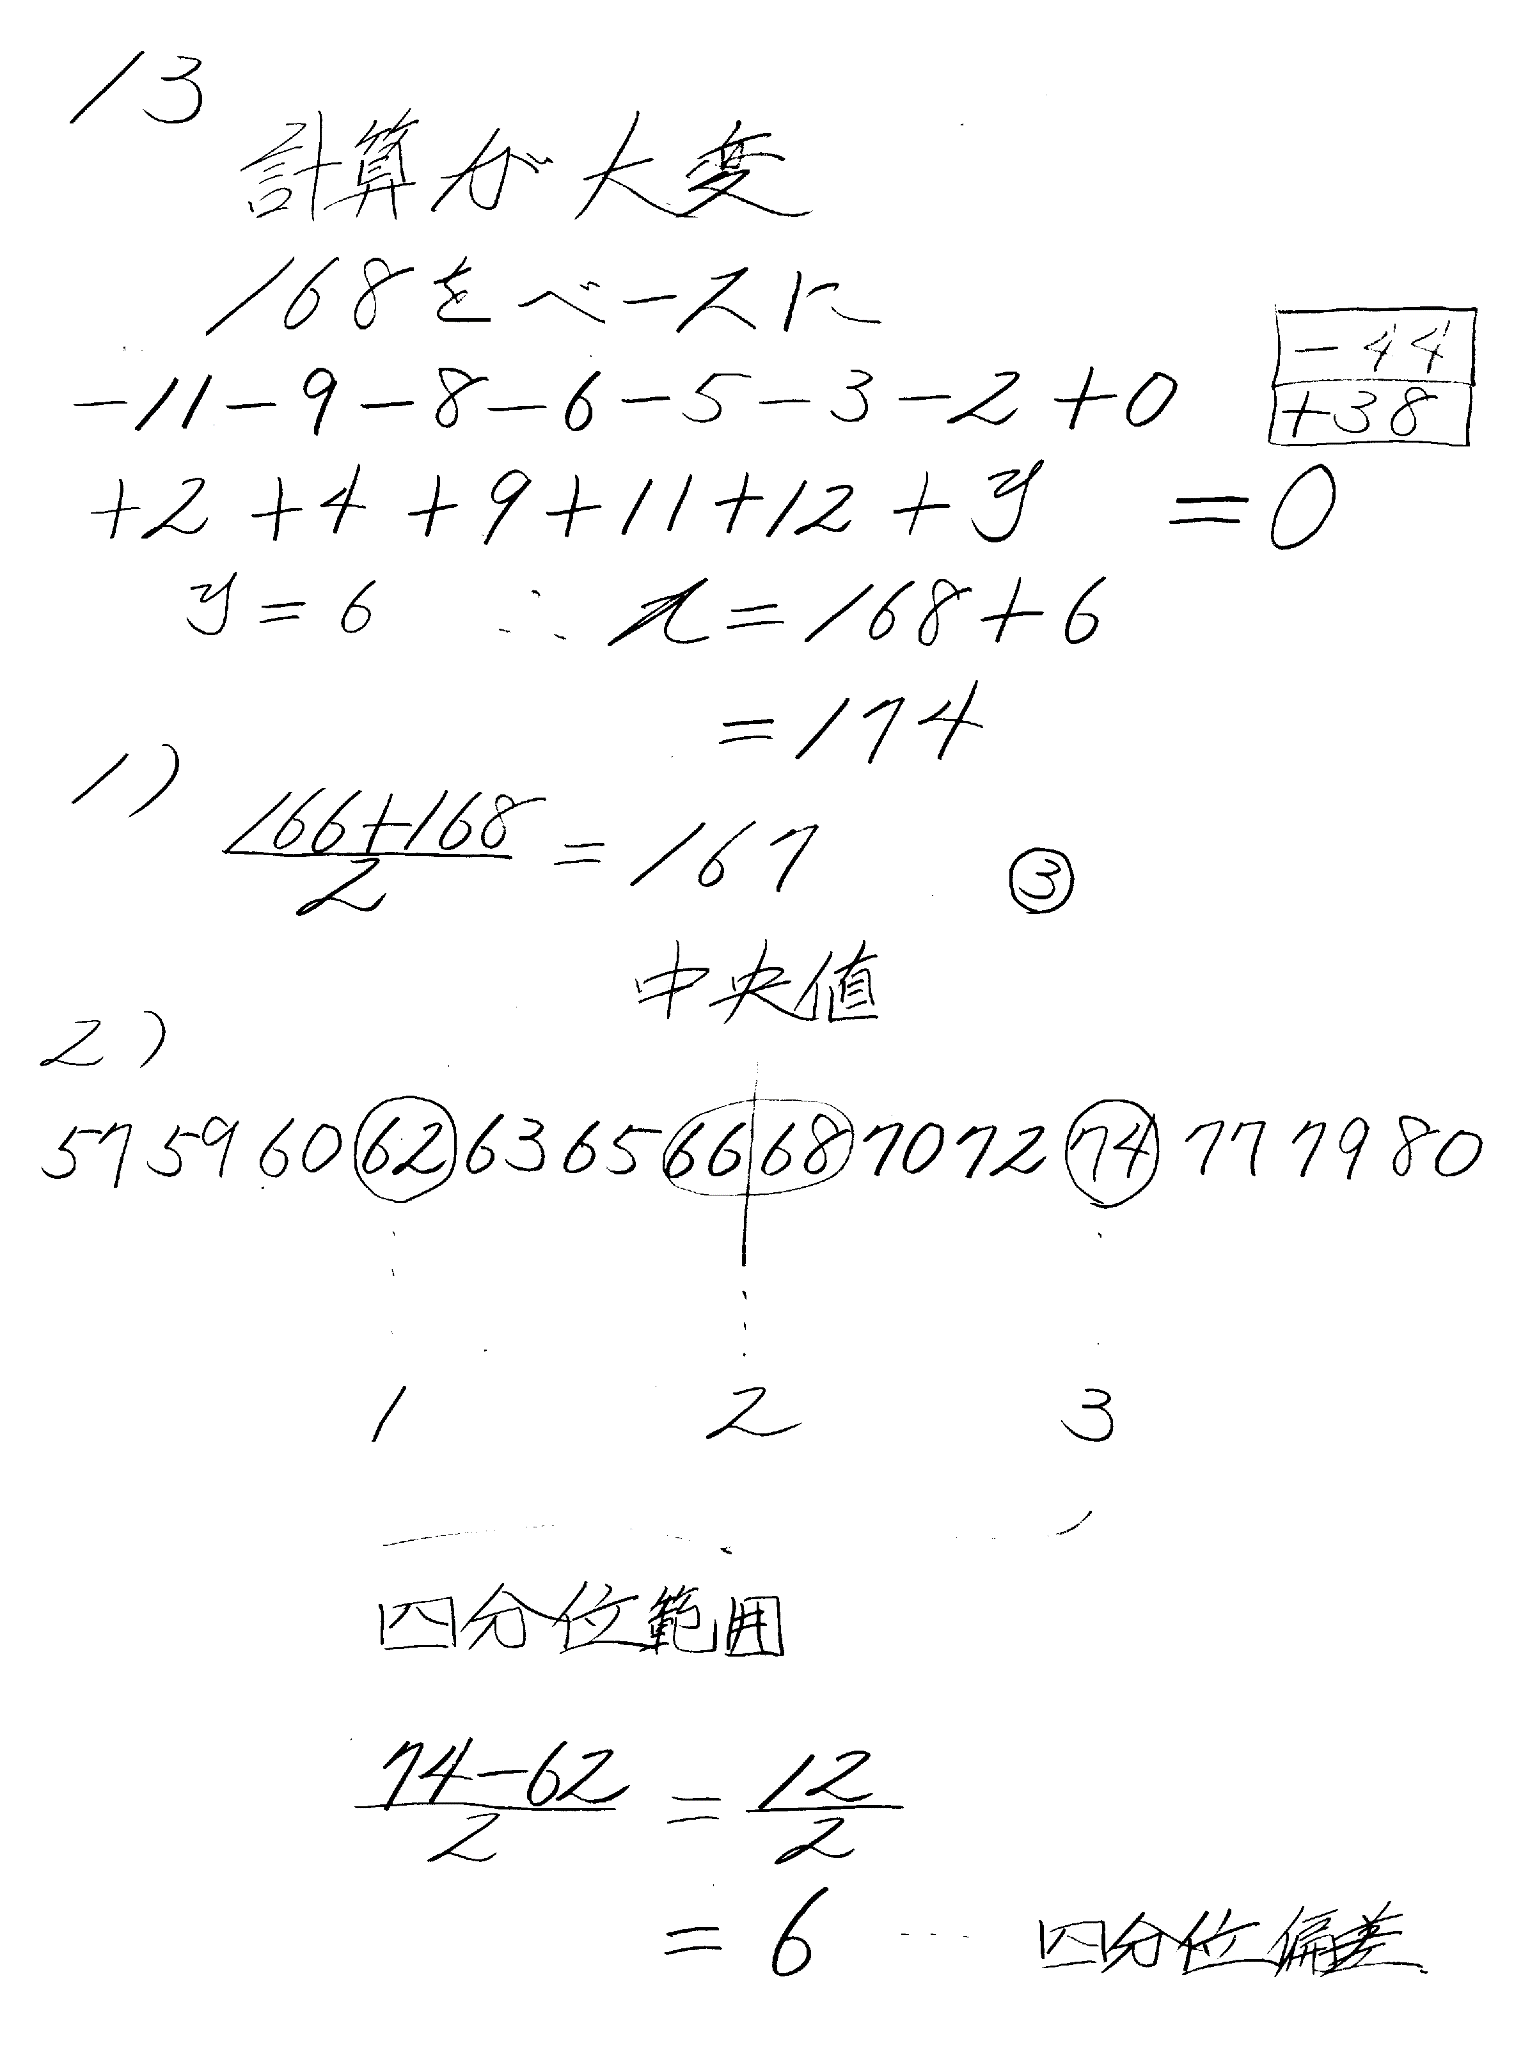 13
計算が大変
168をベースに
-11-9-8-6-5-3-2+0
-44
+38
+2+4+9+11+12+y =0
y=6 ∴ x=168+6
=174
1)
166+168
2
=167 ③
中央値
2)
57 59 60 62 63 65 66 68 70 72 74 77 79 80
1 2 3
四分位範囲
74-62
2
=
12
2
=6 … 四分位偏差